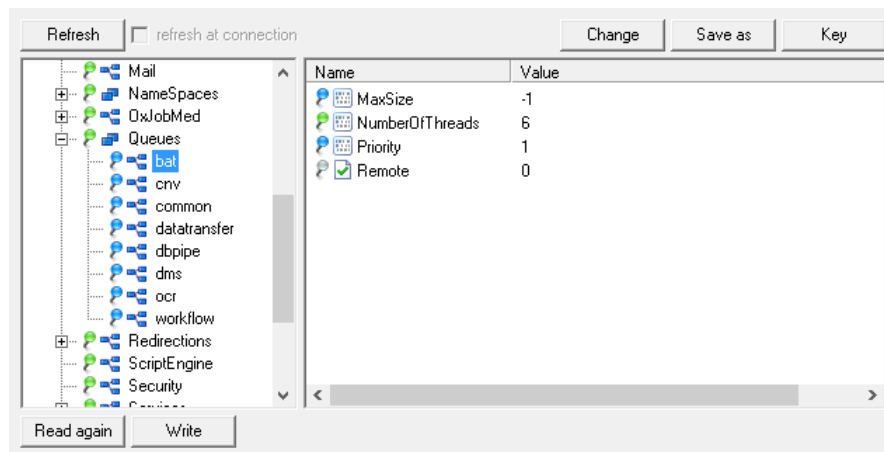 Refresh refresh at connection Change Save as Key
Mail
NameSpaces
OxJobMed
Queues
bat
cnv
common
datatransfer
dbpipe
dms
ocr
workflow
Redirections
ScriptEngine
Security
Services
Name Value
MaxSize -1
NumberOfThreads 6
Priority 1
Remote 0
Read again Write